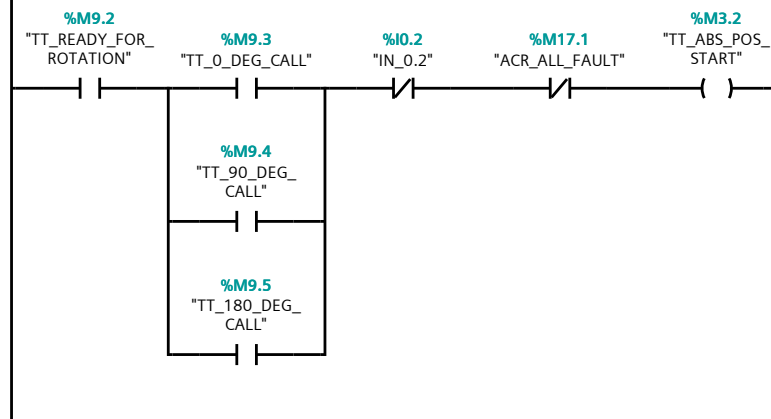 %M9.2
"TT_READY_FOR_
ROTATION"
%M9.3
"TT_0_DEG_CALL"
%I0.2
"IN_0.2"
%M17.1
"ACR_ALL_FAULT"
%M3.2
"TT_ABS_POS_
START"
%M9.4
"TT_90_DEG_
CALL"
%M9.5
"TT_180_DEG_
CALL"